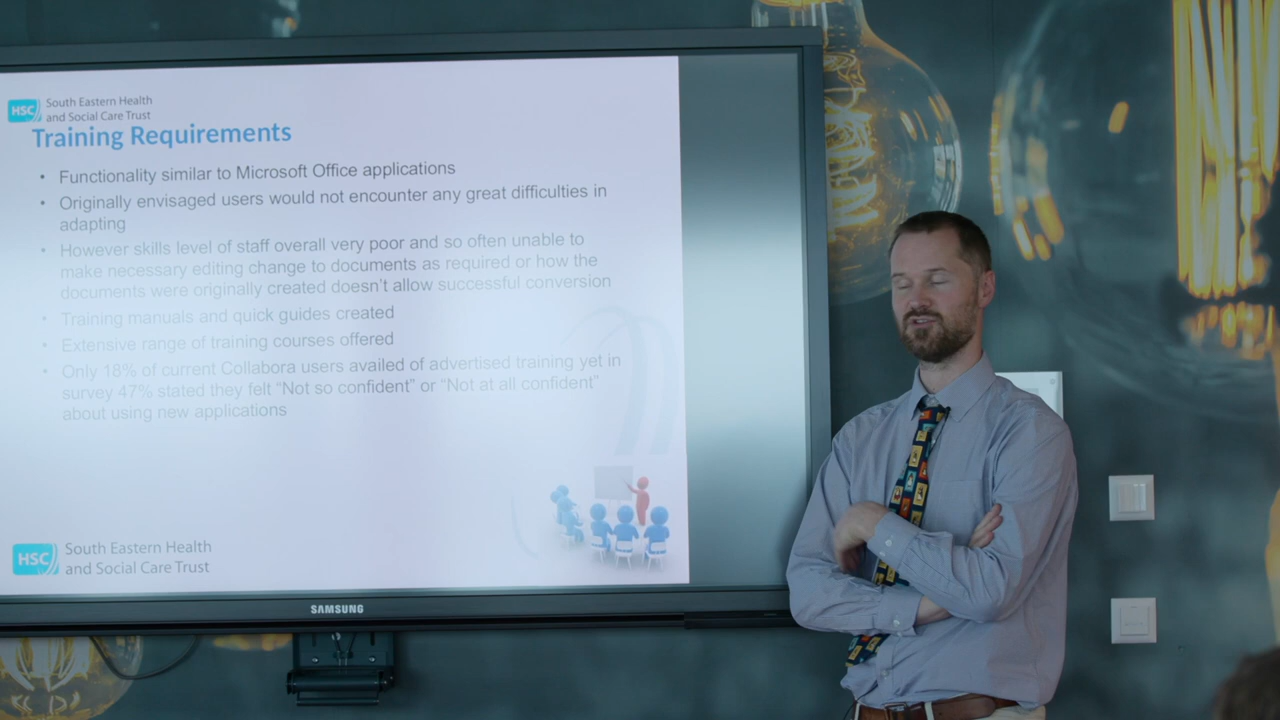 HSC South Eastern Health
and Social Care Trust
Training Requirements
• Functionality similar to Microsoft Office applications
• Originally envisaged users would not encounter any great difficulties in
adapting
• However skills level of staff overall very poor and so often unable to
make necessary editing change to documents as required or how the
documents were originally created doesn't allow successful conversion
• Training manuals and quick guides created
• Extensive range of training courses offered
• Only 18% of current Collabora users availed of advertised training yet in
survey 47% stated they felt “Not so confident” or “Not at all confident”
about using new applications
HSC South Eastern Health
and Social Care Trust
SAMSUNG